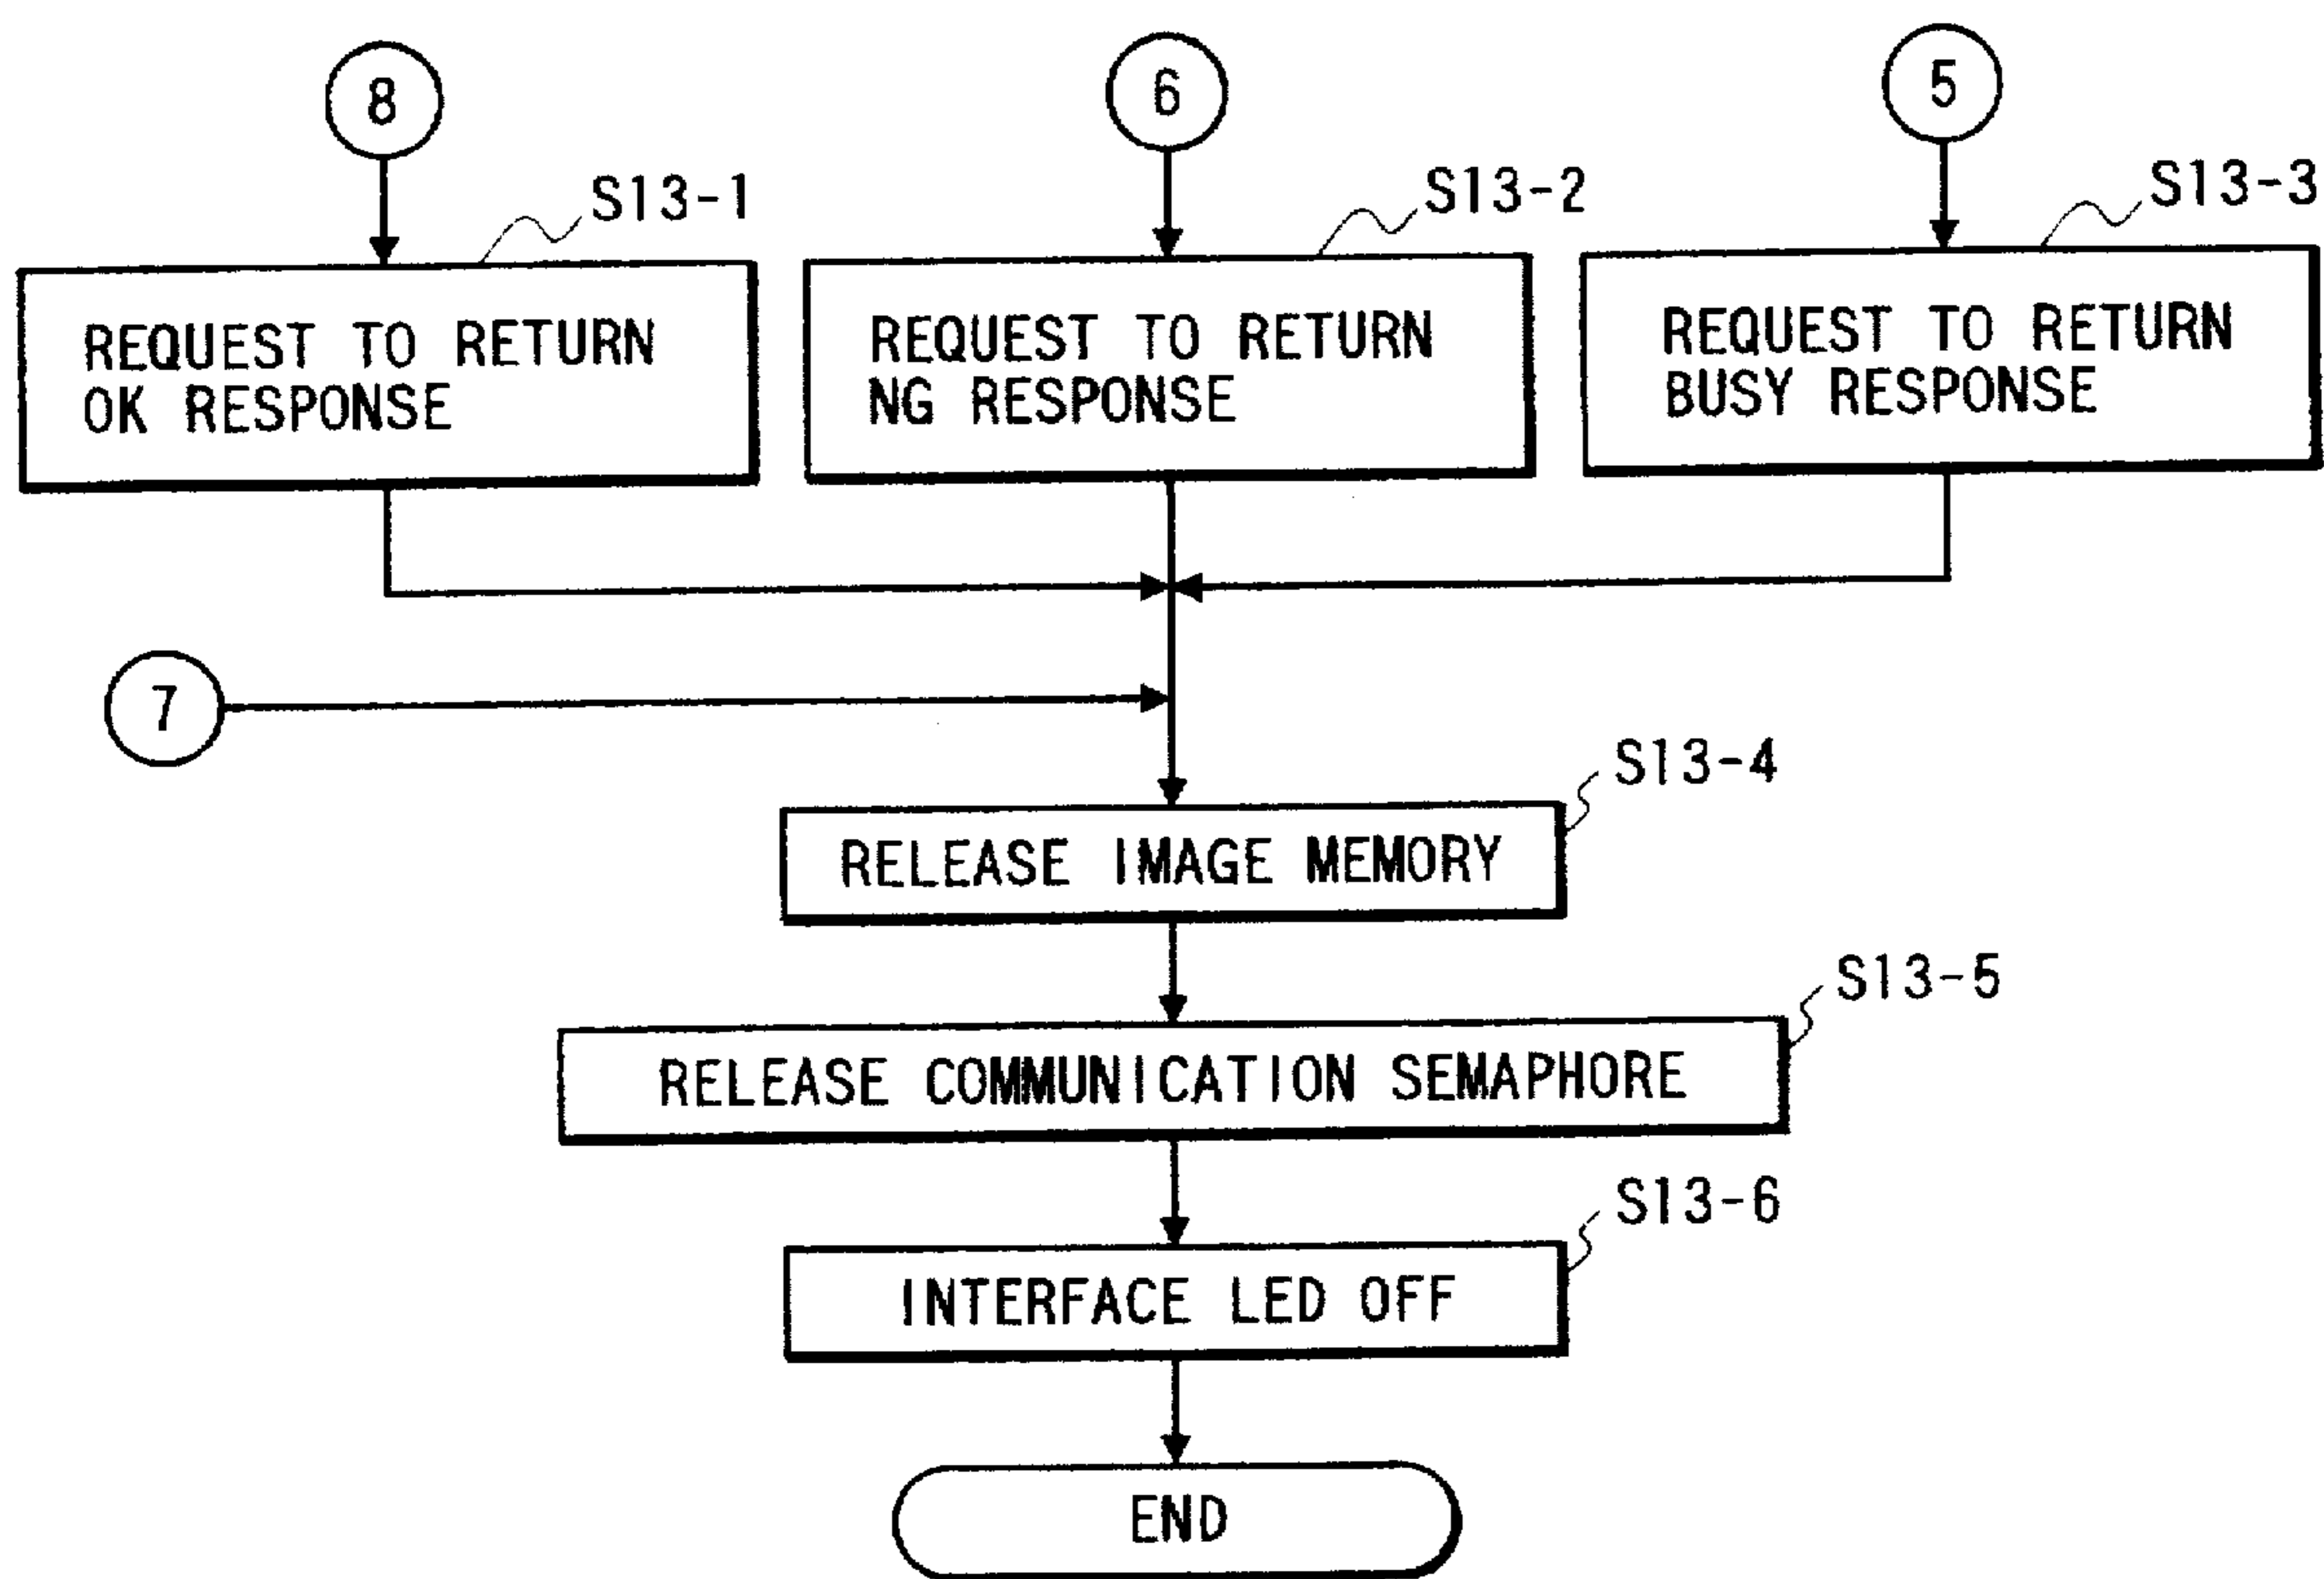 8
6
5
S13-1
S13-2
S13-3
REQUEST TO RETURN
OK RESPONSE
REQUEST TO RETURN
NG RESPONSE
REQUEST TO RETURN
BUSY RESPONSE
7
S13-4
RELEASE IMAGE MEMORY
S13-5
RELEASE COMMUNICATION SEMAPHORE
S13-6
INTERFACE LED OFF
END